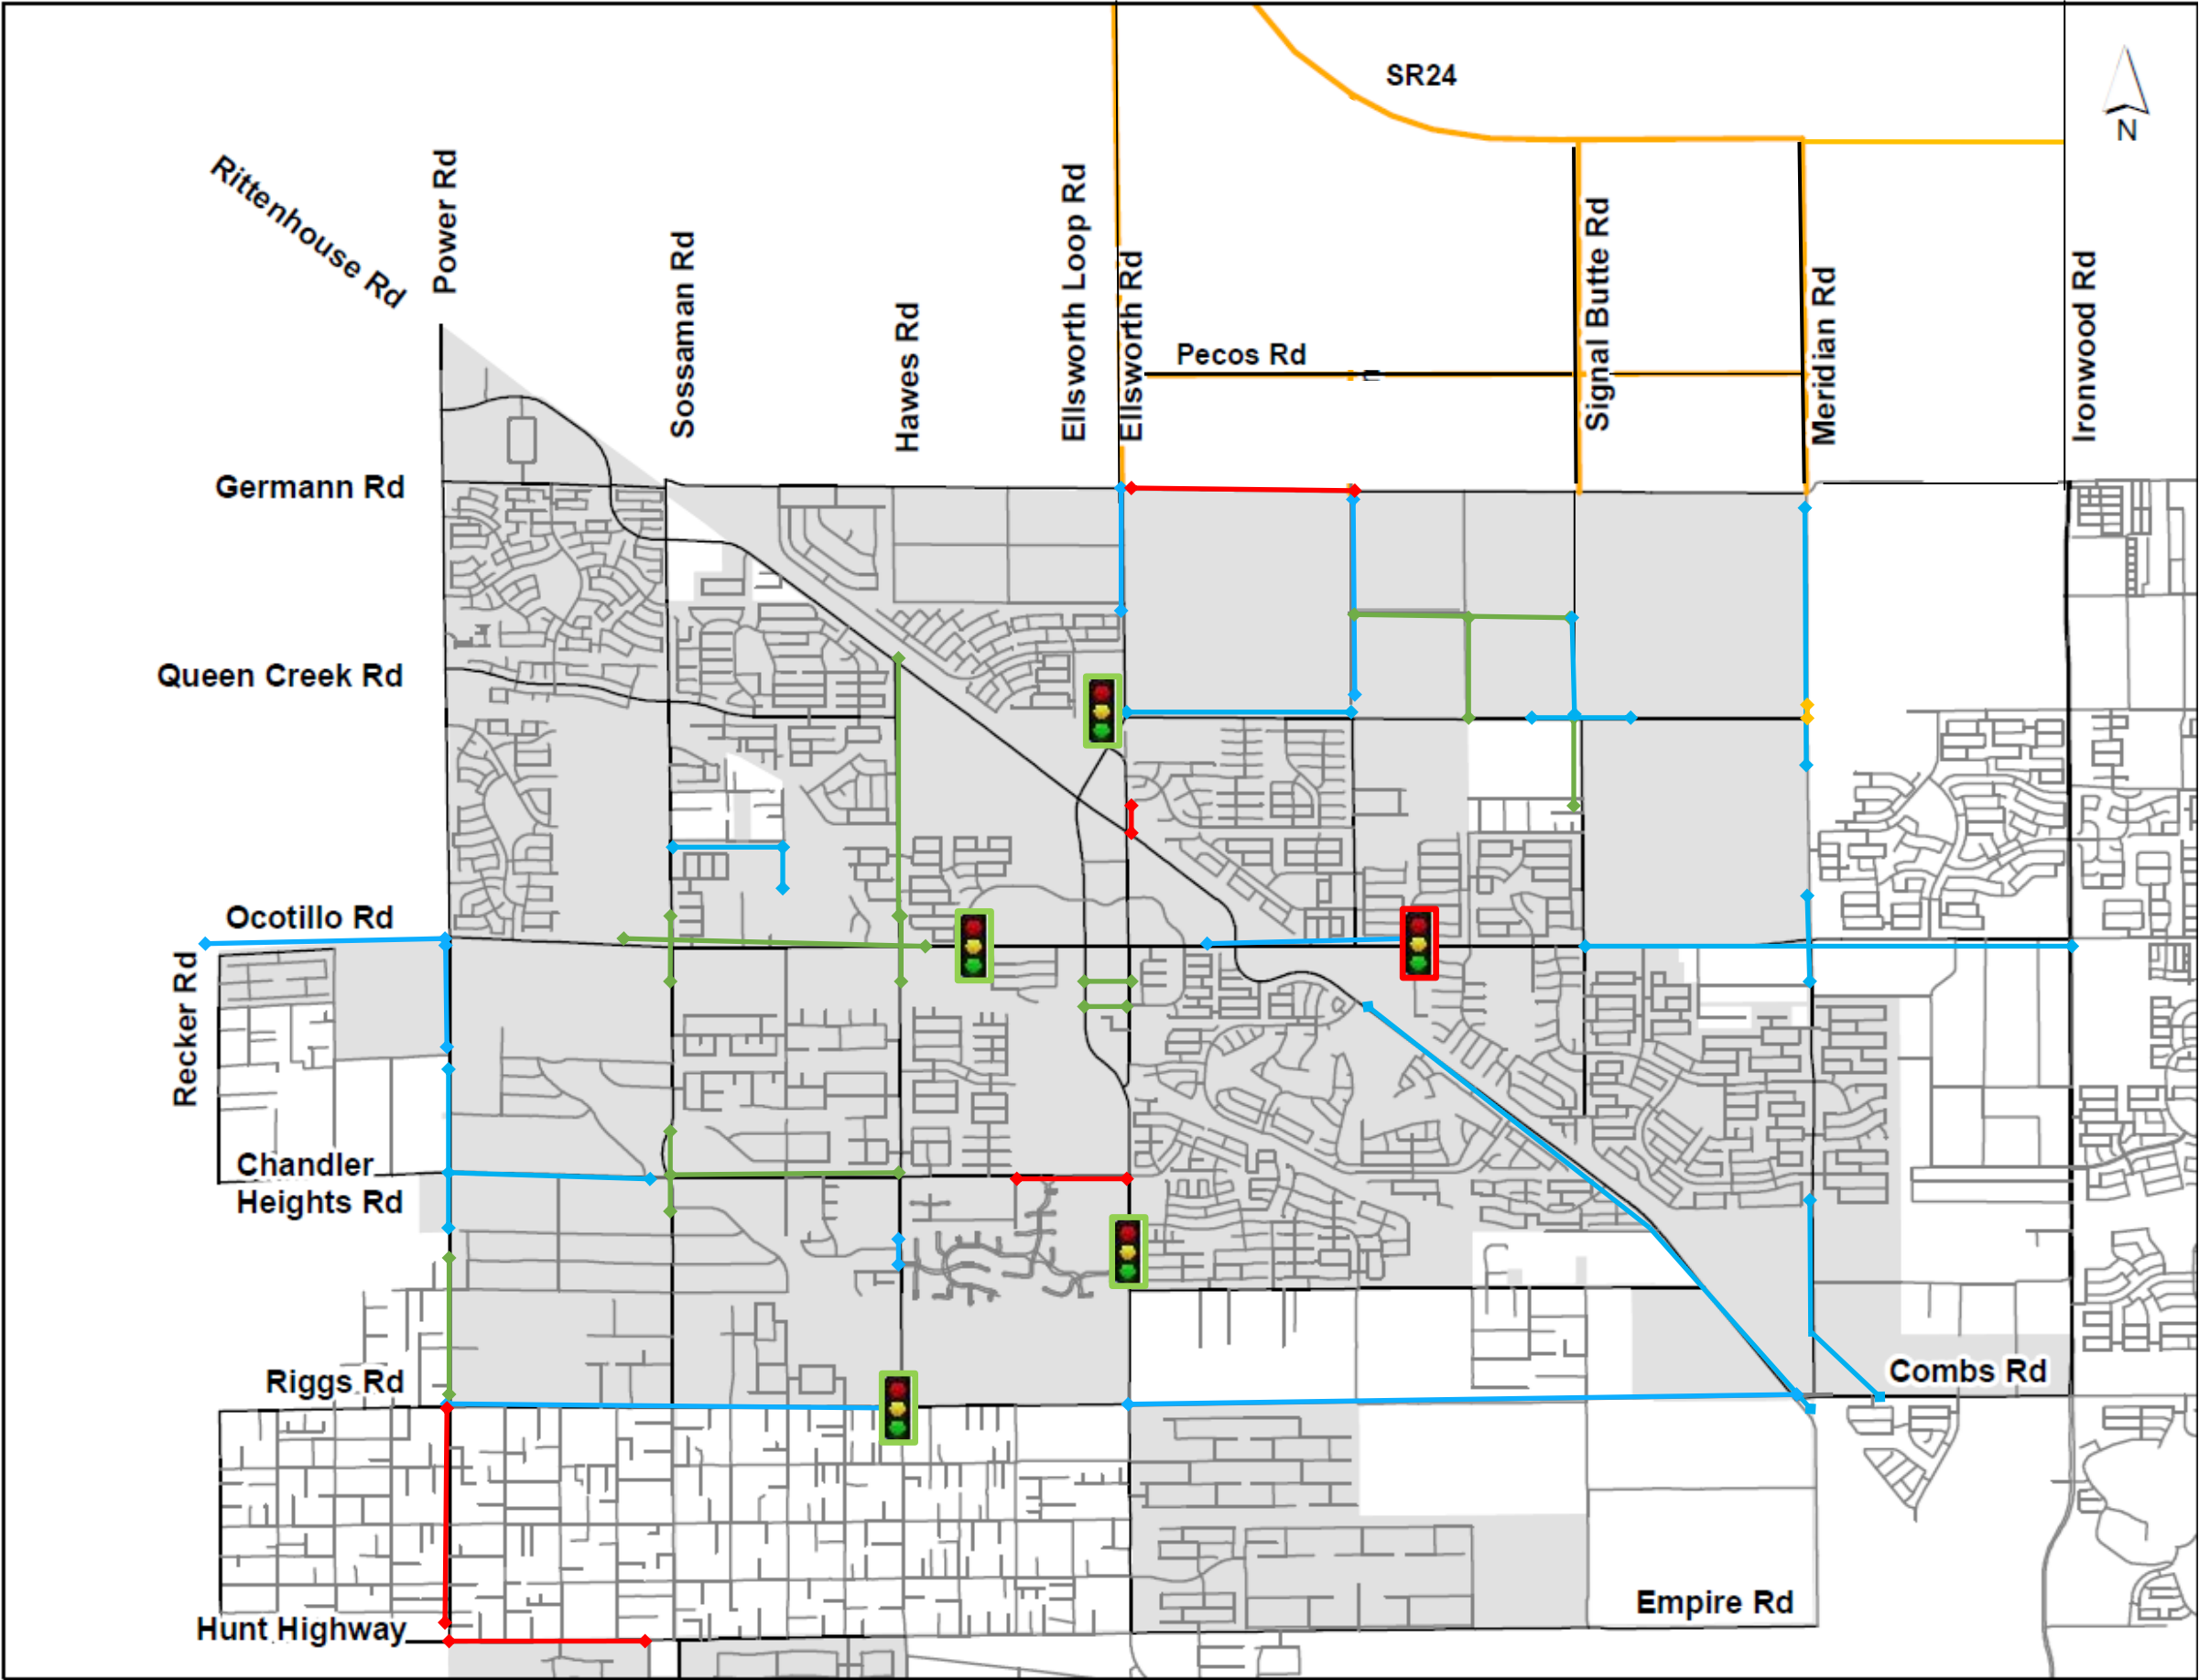 SR24
N
Rittenhouse Rd
Power Rd
Sossaman Rd
Hawes Rd
Ellsworth Loop Rd
Ellsworth Rd
Signal Butte Rd
Meridian Rd
Ironwood Rd
Pecos Rd
Germann Rd
Queen Creek Rd
Ocotillo Rd
Recker Rd
Chandler
Heights Rd
Riggs Rd
Combs Rd
Empire Rd
Hunt Highway